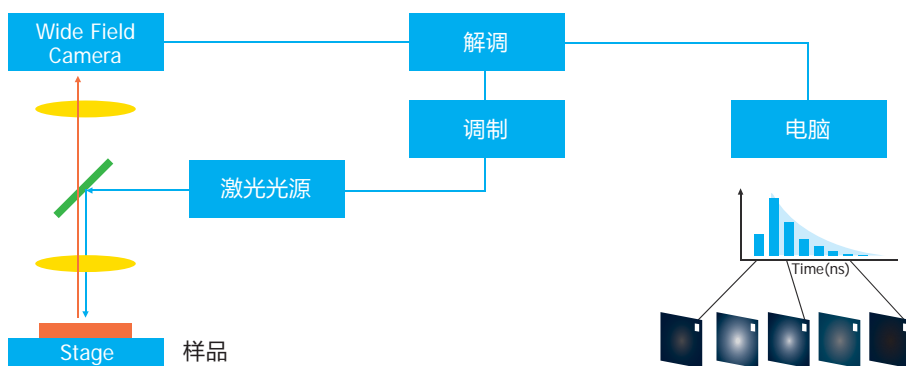 Wide Field
Camera
解调
调制
电脑
激光光源
Time(ns)
Stage
样品